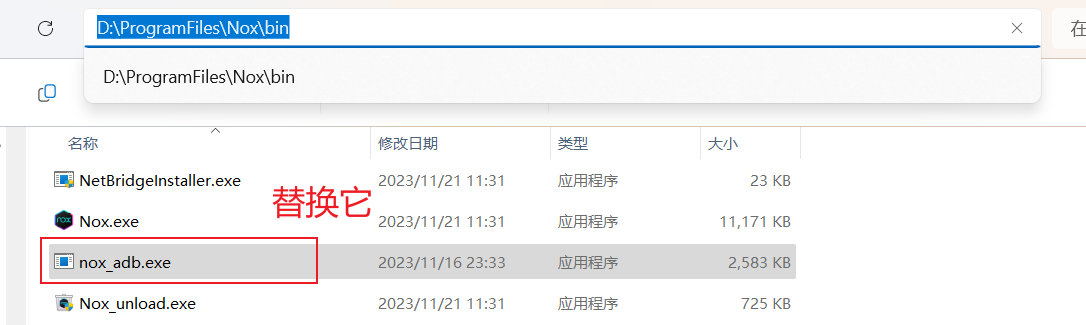 D:\ProgramFiles\Nox\bin
在
D:\ProgramFiles\Nox\bin
名称 修改日期 类型 大小
NetBridgeInstaller.exe 2023/11/21 11:31 应用程序 23 KB
替换它
Nox.exe 2023/11/21 11:31 应用程序 11,171 KB
nox_adb.exe 2023/11/16 23:33 应用程序 2,583 KB
Nox_unload.exe 2023/11/21 11:31 应用程序 725 KB